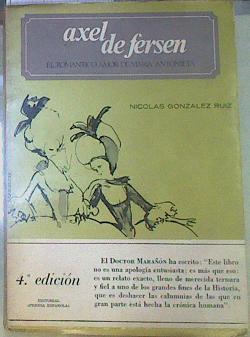 axel
de fersen
EL ROMANTICO AMOR DE MARIA ANTONIETA
NICOLAS GONZALEZ RUIZ
4.ª edición
EDITORIAL
«PRENSA ESPAÑOLA»
EL DOCTOR MARAÑÓN ha escrito: "Este libro
no es una apología entusiasta; es más que eso:
es un relato exacto, lleno de merecida ternura
y fiel a uno de los grandes fines de la Historia,
que es deshacer las calumnias de las que en
gran parte está hecha la crónica humana".